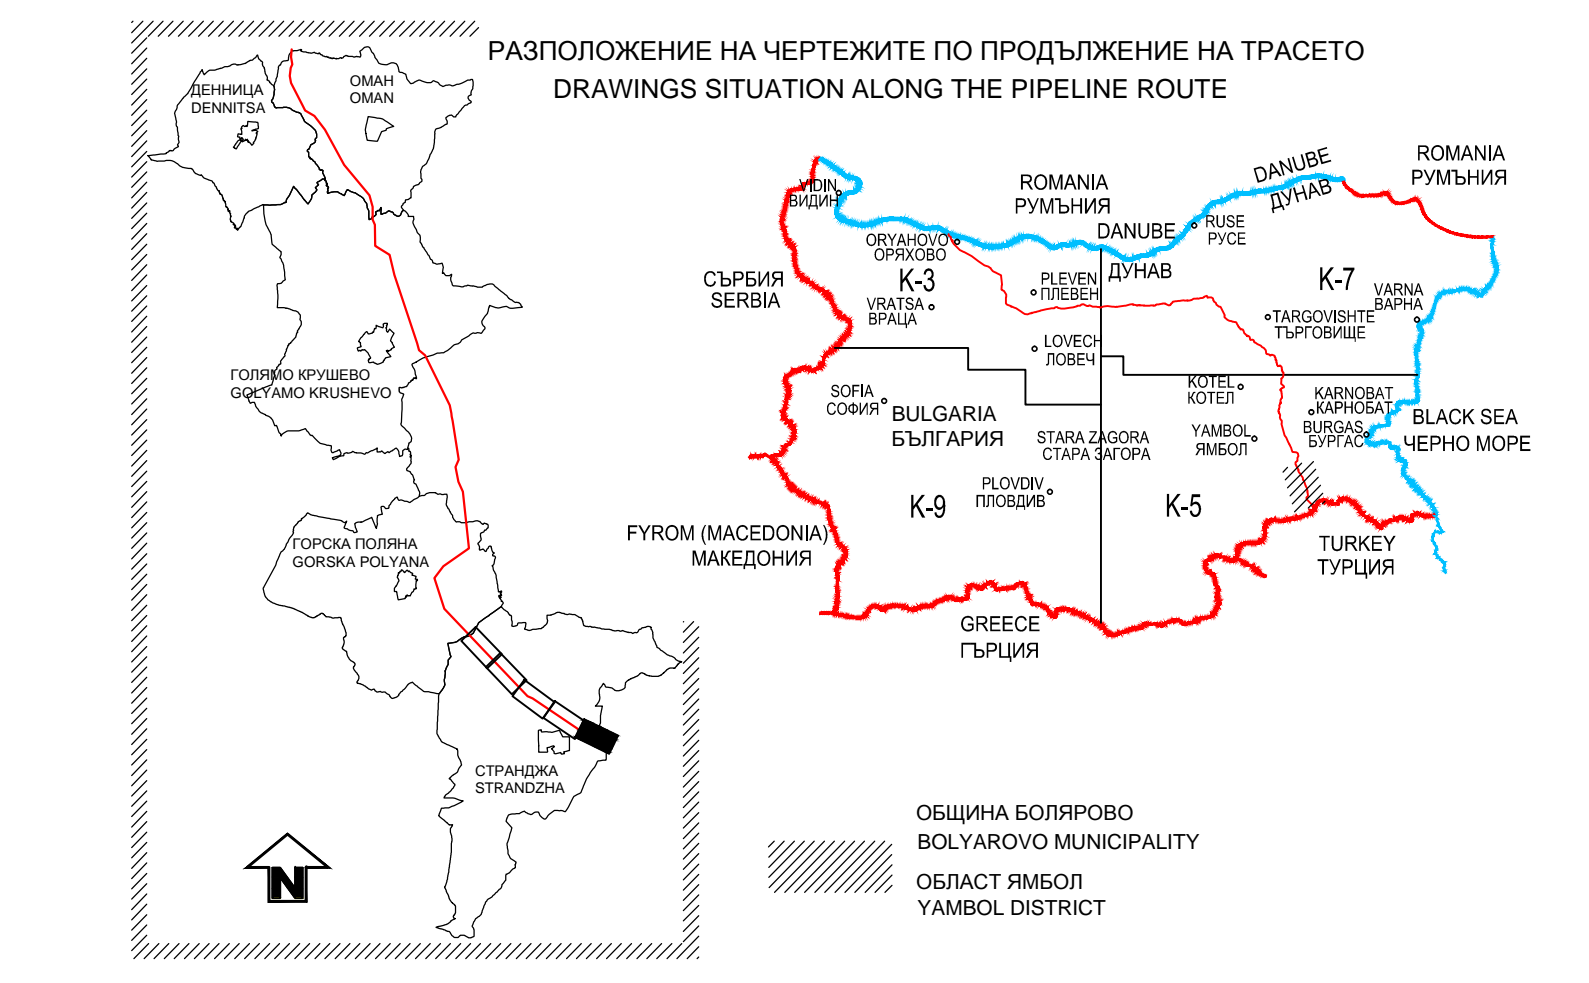 РАЗПОЛОЖЕНИЕ НА ЧЕРТЕЖИТЕ ПО ПРОДЪЛЖЕНИЕ НА ТРАСЕТО
DRAWINGS SITUATION ALONG THE PIPELINE ROUTE
ДЕННИЦА
DENNITSA
ОМАН
OMAN
ГОЛЯМО КРУШЕВО
GOLYAMO KRUSHEVO
ГОРСКА ПОЛЯНА
GORSKA POLYANA
СТРАНДЖА
STRANDZHA
N
VIDIN
ВИДИН
ROMANIA
РУМЪНИЯ
DANUBE
ДУНАВ
ROMANIA
РУМЪНИЯ
ORYAHOVO
ОРЯХОВО
DANUBE
ДУНАВ
RUSE
РУСЕ
СЪРБИЯ
SERBIA
K-3
PLEVEN
ПЛЕВЕН
K-7
VRATSA
ВРАЦА
TARGOVISHTE
ТЪРГОВИЩЕ
VARNA
ВАРНА
LOVECH
ЛОВЕЧ
SOFIA
СОФИЯ
BULGARIA
БЪЛГАРИЯ
KOTEL
КОТЕЛ
KARNOBAT
КАРНОБАТ
BURGAS
БУРГАС
BLACK SEA
ЧЕРНО МОРЕ
STARA ZAGORA
СТАРА ЗАГОРА
YAMBOL
ЯМБОЛ
PLOVDIV
ПЛОВДИВ
K-9
K-5
FYROM (MACEDONIA)
МАКЕДОНИЯ
TURKEY
ТУРЦИЯ
GREECE
ГЪРЦИЯ
ОБЩИНА БОЛЯРОВО
BOLYAROVO MUNICIPALITY
ОБЛАСТ ЯМБОЛ
YAMBOL DISTRICT